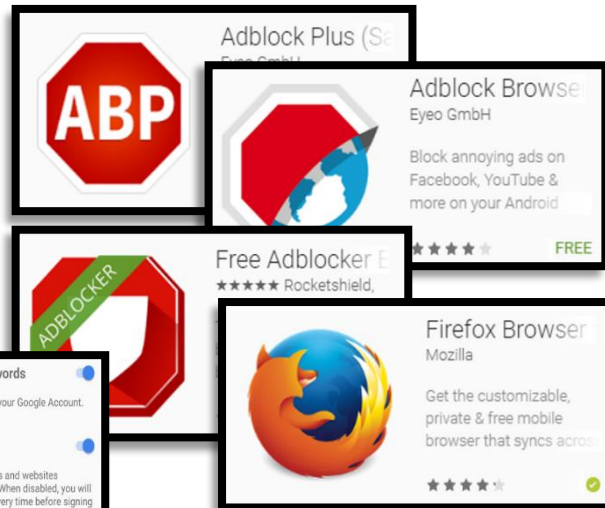 ABP
Adblock Plus (Sa
Eyeo GmbH
Adblock Browse
Eyeo GmbH
Block annoying ads on
Facebook, YouTube &
more on your Android
FREE
ADBLOCKER
Free Adblocker
Rocketshield,
Firefox Browser
Mozilla
Get the customizable,
private & free mobile
browser that syncs across
words
your Google Account.
s and websites
When disabled, you will
very time before signing